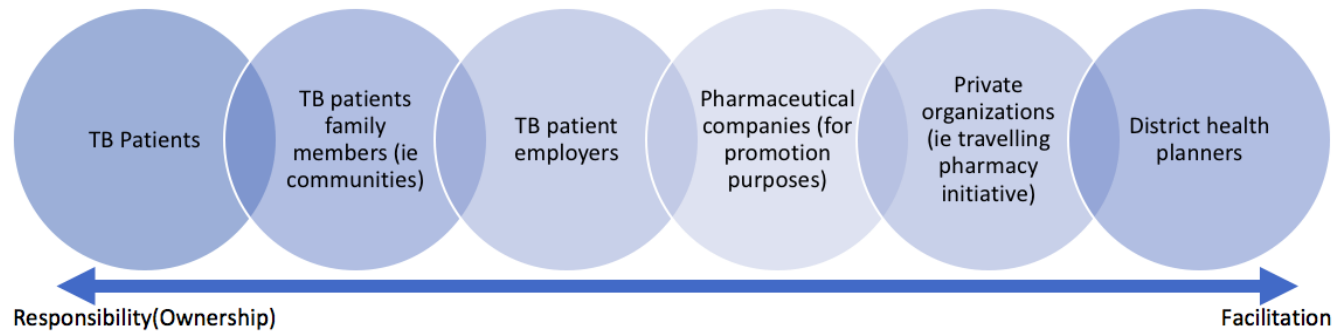 TB Patients
TB patients
family
members (ie
communities)
TB patient
employers
Pharmaceutical
companies (for
promotion
purposes)
Private
organizations
(ie travelling
pharmacy
initiative)
District health
planners
Responsibility(Ownership)
Facilitation